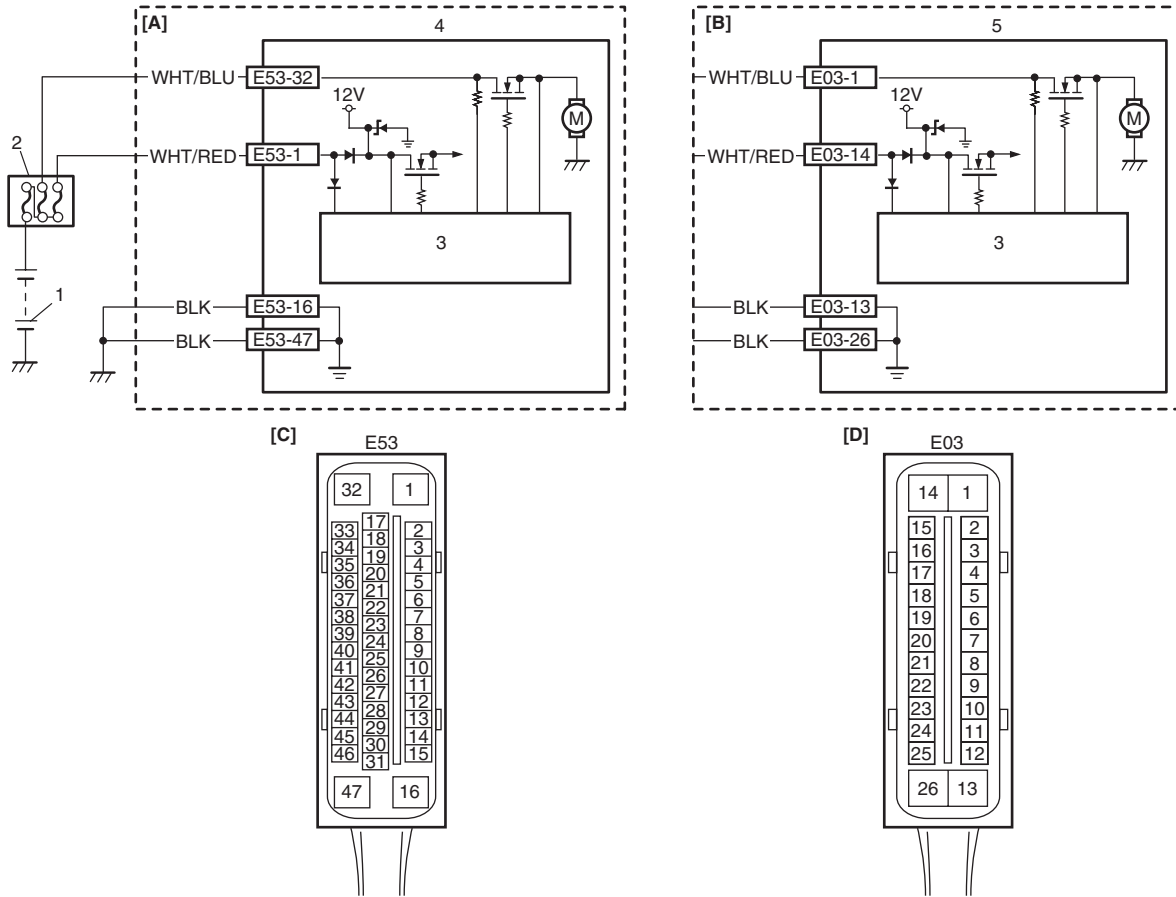 [A]
4
WHT/BLU
E53-32
12V
M
2
WHT/RED
E53-1
3
1
BLK
E53-16
BLK
E53-47
[B]
5
WHT/BLU
E03-1
12V
M
WHT/RED
E03-14
3
BLK
E03-13
BLK
E03-26
[C]
E53
32 1
17
33 2
18
34 3
19
35 4
20
36 5
21
37 6
22
38 7
23
39 8
24
40 9
25
41 10
26
42 11
27
43 12
28
44 13
29
45 14
30
46 15
31
47 16
[D]
E03
14 1
15 2
16 3
17 4
18 5
19 6
20 7
21 8
22 9
23 10
24 11
25 12
26 13